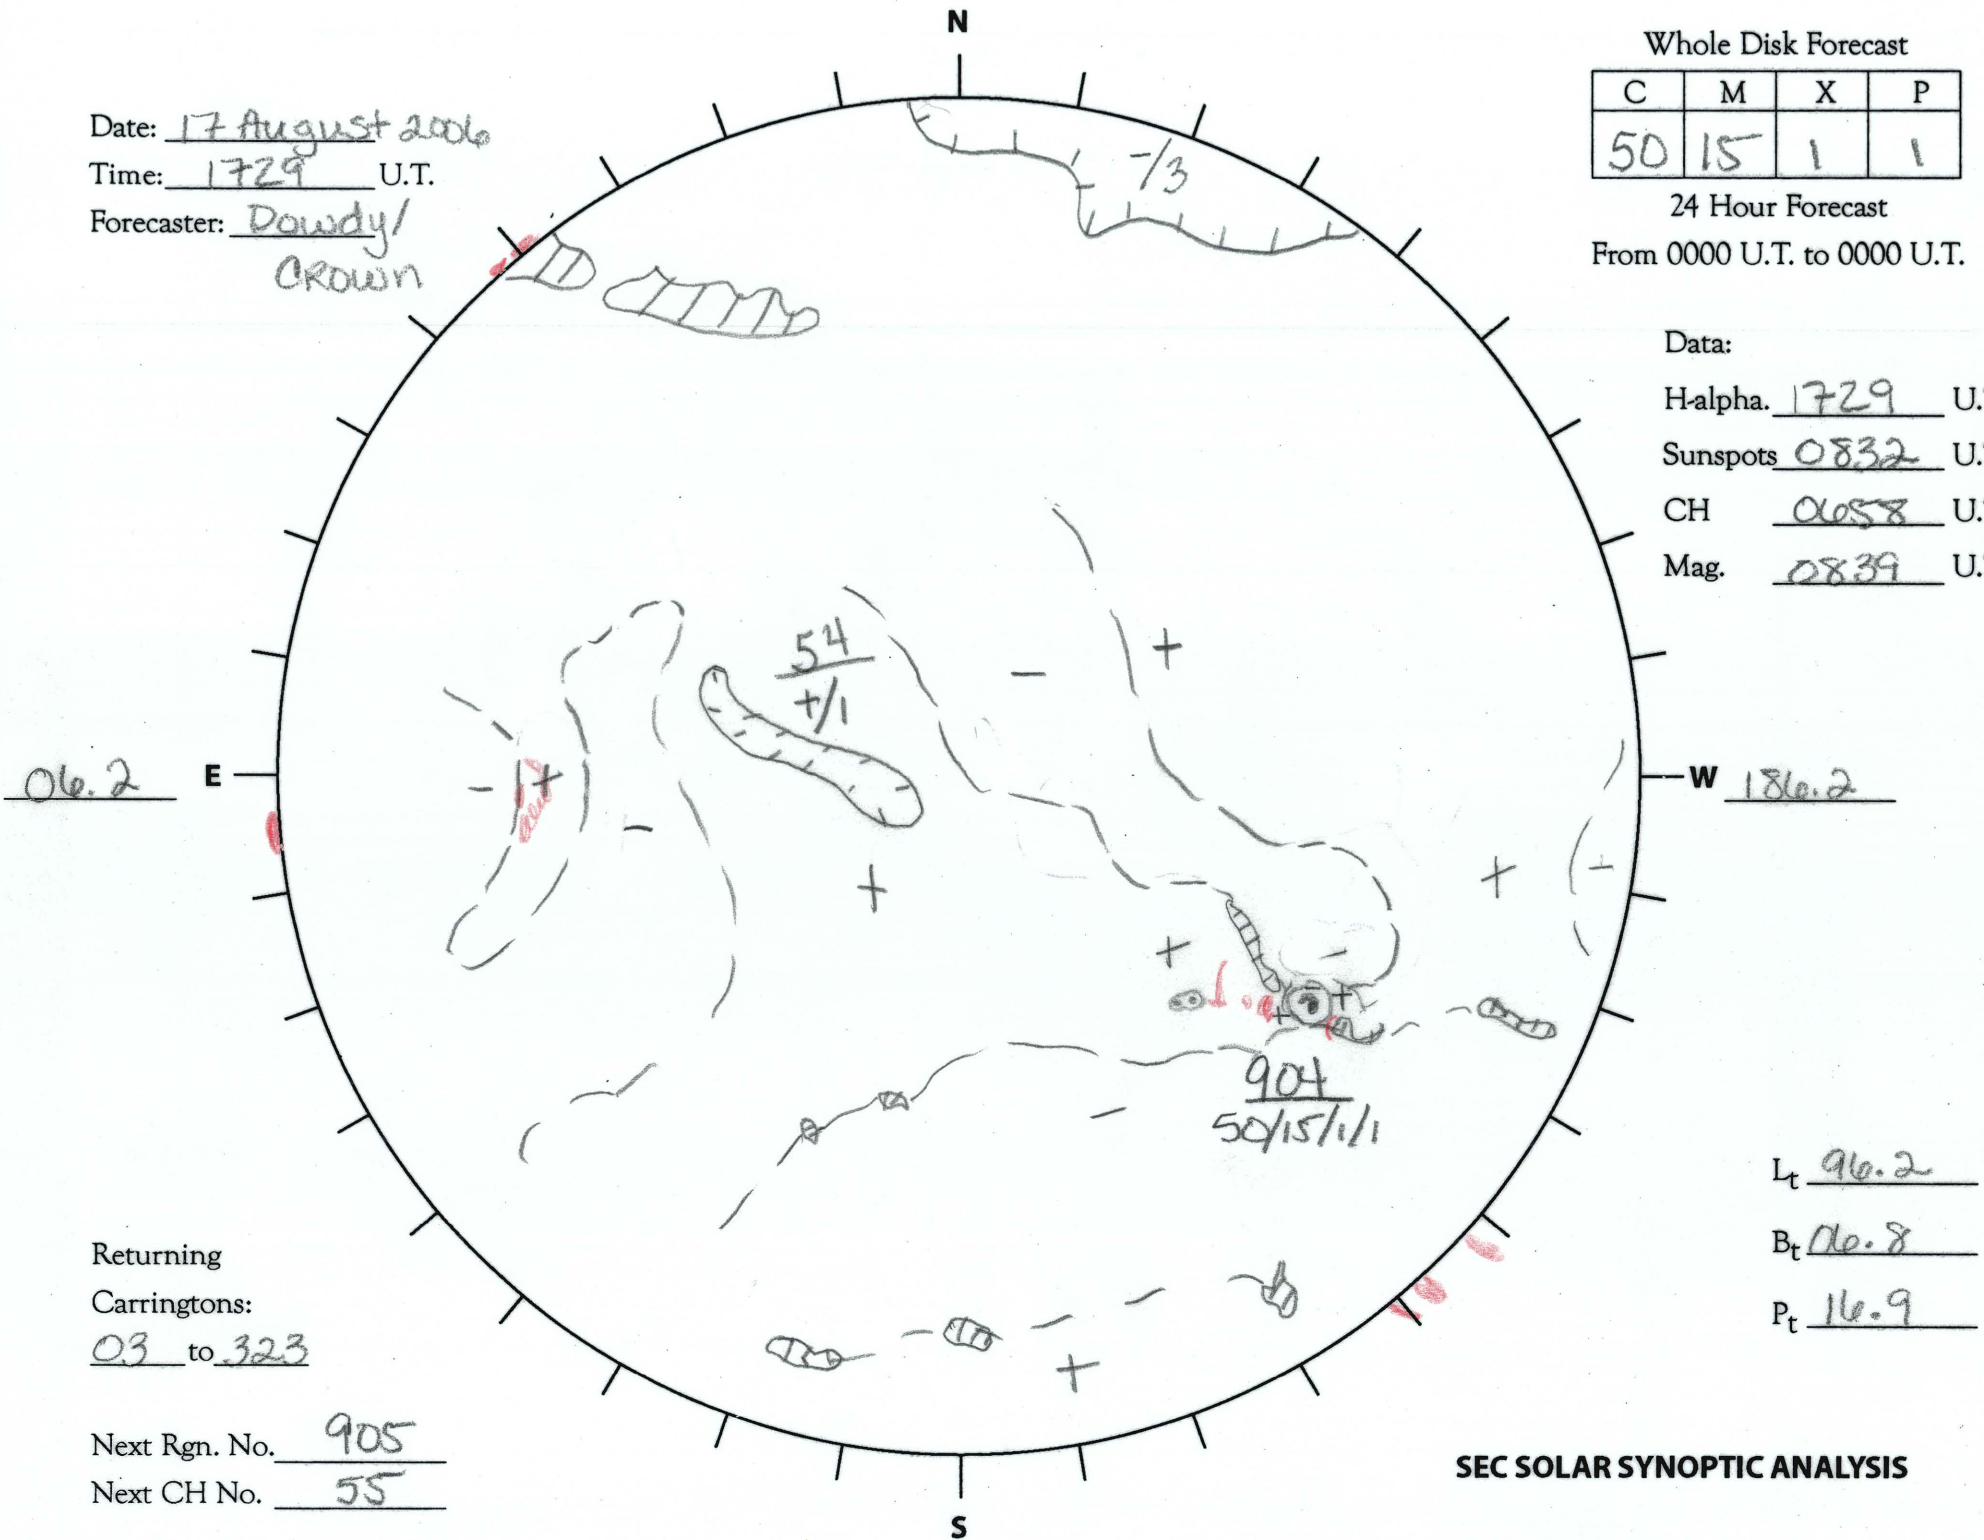 N
Date: 17 August 2006
Time: 1729 U.T.
Forecaster: Dowdy/
CROWN
Whole Disk Forecast
C M X P
50 15 1 1
24 Hour Forecast
From 0000 U.T. to 0000 U.T.
-/3
Data:
H-alpha. 1729 U.
Sunspots 0832 U.
CH 0658 U.
Mag. 0839 U.
54
+/1
+
-
06.2 E
- +
-
W 186.2
+
+
+
-
+
+
904
50/15/1/1
-
+
Lt 96.2
Bt 06.8
Pt 16.9
Returning
Carringtons:
03 to 323
Next Rgn. No. 905
Next CH No. 55
SEC SOLAR SYNOPTIC ANALYSIS
S